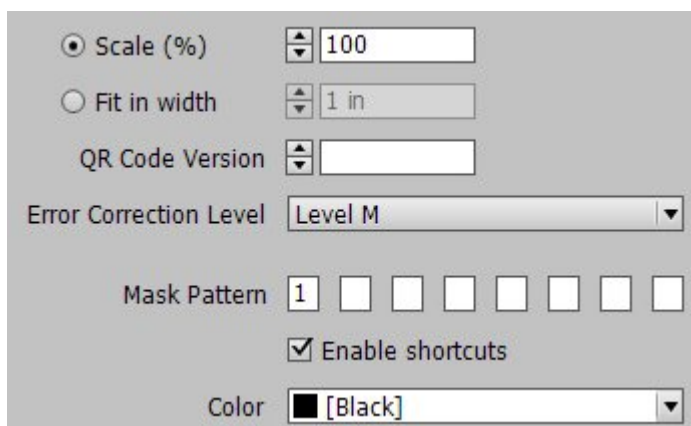 Scale (%) 100
Fit in width 1 in
QR Code Version
Error Correction Level Level M
Mask Pattern 1
Enable shortcuts
Color [Black]